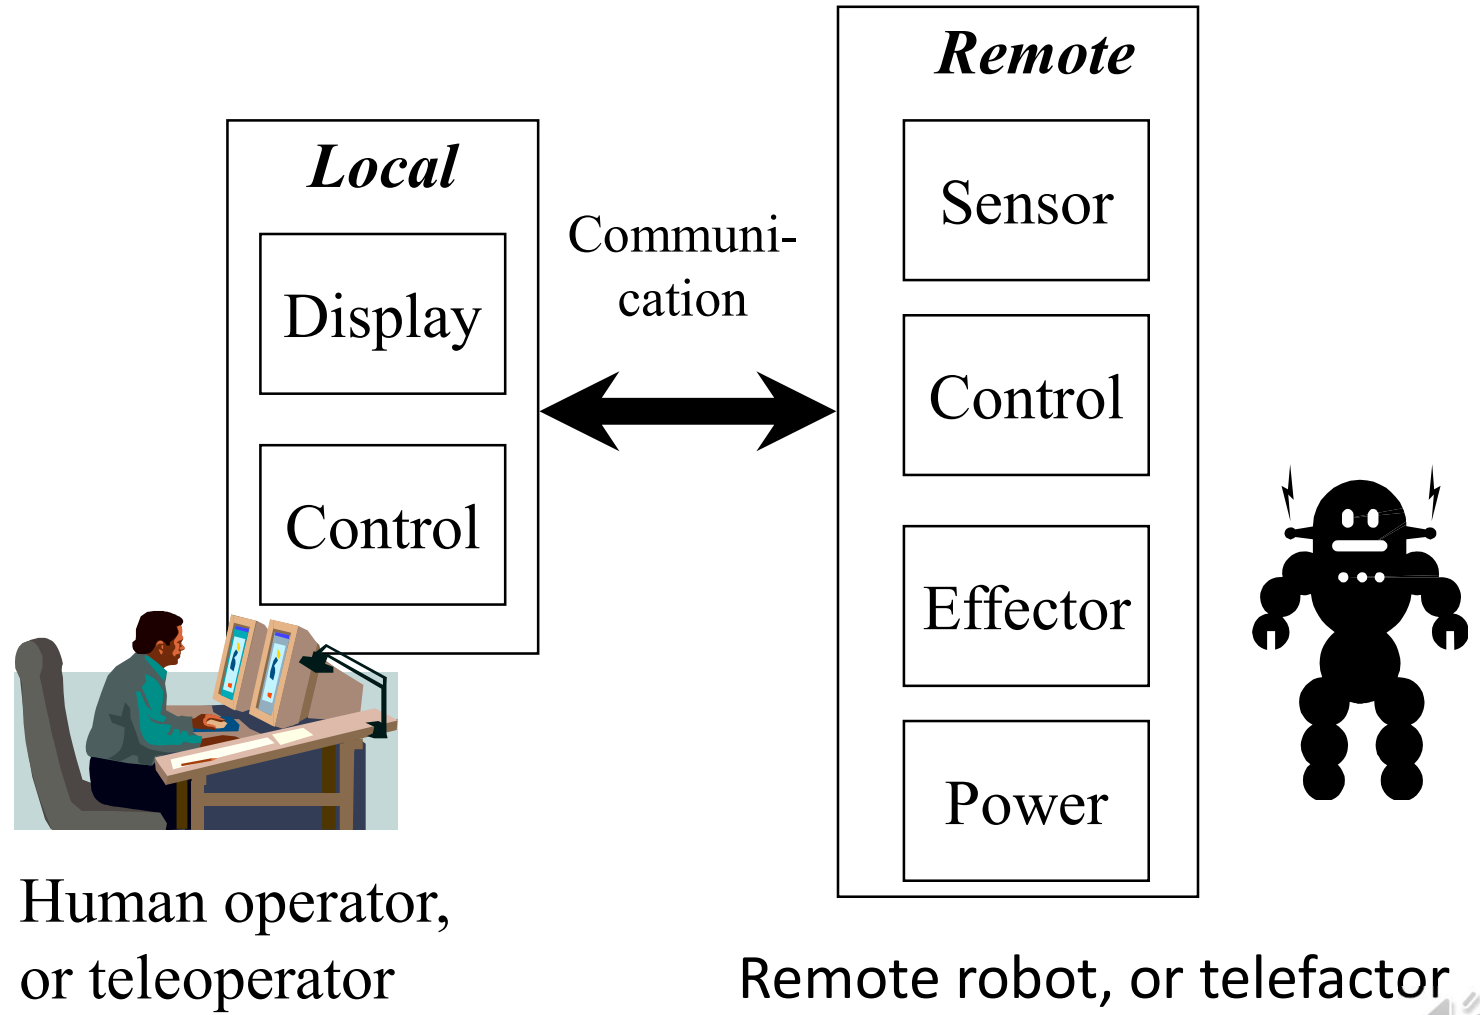 Local
Display
Control
Communi-
cation
Remote
Sensor
Control
Effector
Power
Human operator,
or teleoperator
Remote robot, or telefactor